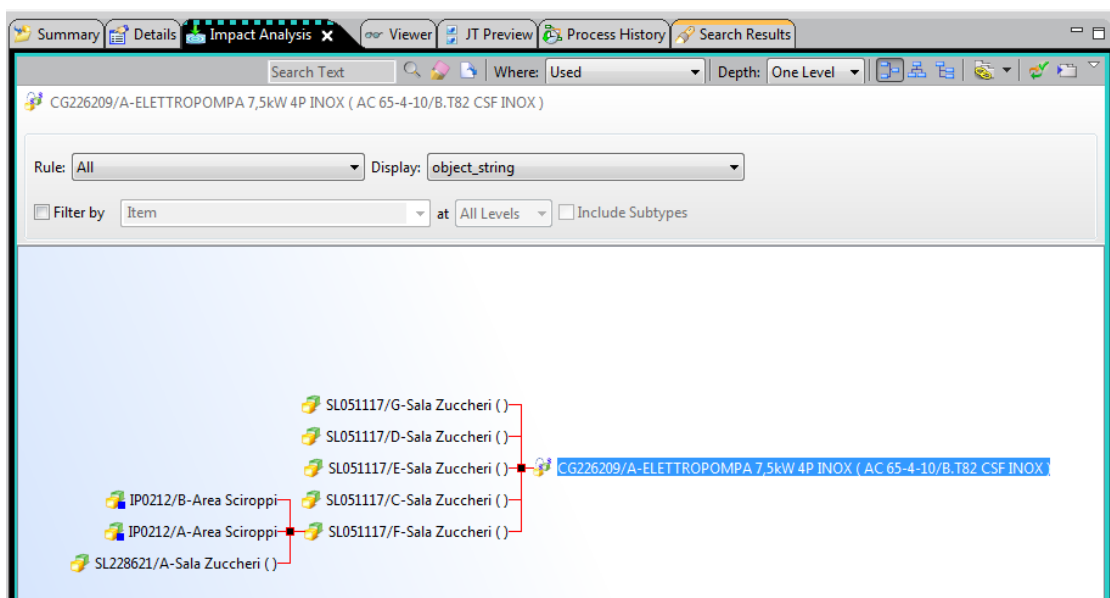 Summary Details Impact Analysis Viewer JT Preview Process History Search Results
Search Text Where: Used Depth: One Level
CG226209/A-ELETTROPOMPA 7,5kW 4P INOX ( AC 65-4-10/B.T82 CSF INOX )
Rule: All Display: object_string
Filter by Item at All Levels Include Subtypes
SL051117/G-Sala Zuccheri ( )
SL051117/D-Sala Zuccheri ( )
SL051117/E-Sala Zuccheri ( ) CG226209/A-ELETTROPOMPA 7,5kW 4P INOX ( AC 65-4-10/B.T82 CSF INOX )
IP0212/B-Area Sciroppi SL051117/C-Sala Zuccheri ( )
IP0212/A-Area Sciroppi SL051117/F-Sala Zuccheri ( )
SL228621/A-Sala Zuccheri ( )